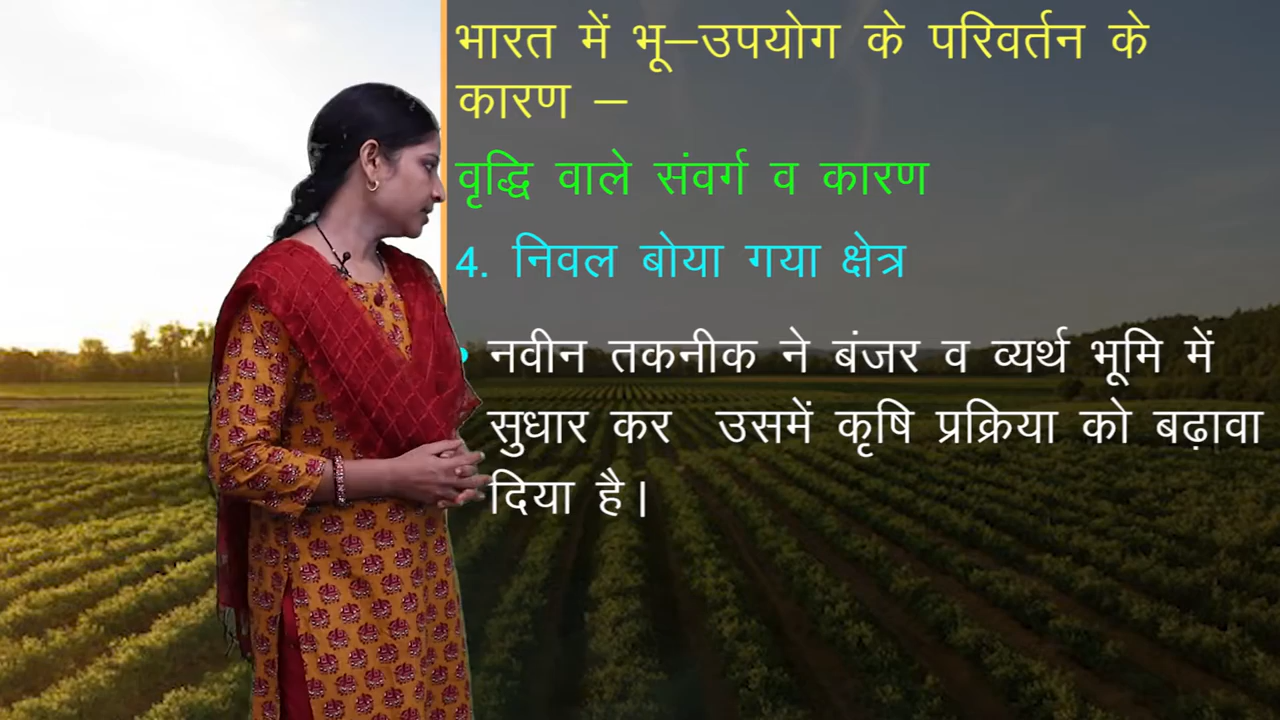 भारत में भू–उपयोग के परिवर्तन के
कारण –
वृद्धि वाले संवर्ग व कारण
4. निवल बोया गया क्षेत्र
• नवीन तकनीक ने बंजर व व्यर्थ भूमि में
सुधार कर उसमें कृषि प्रक्रिया को बढ़ावा
दिया है।